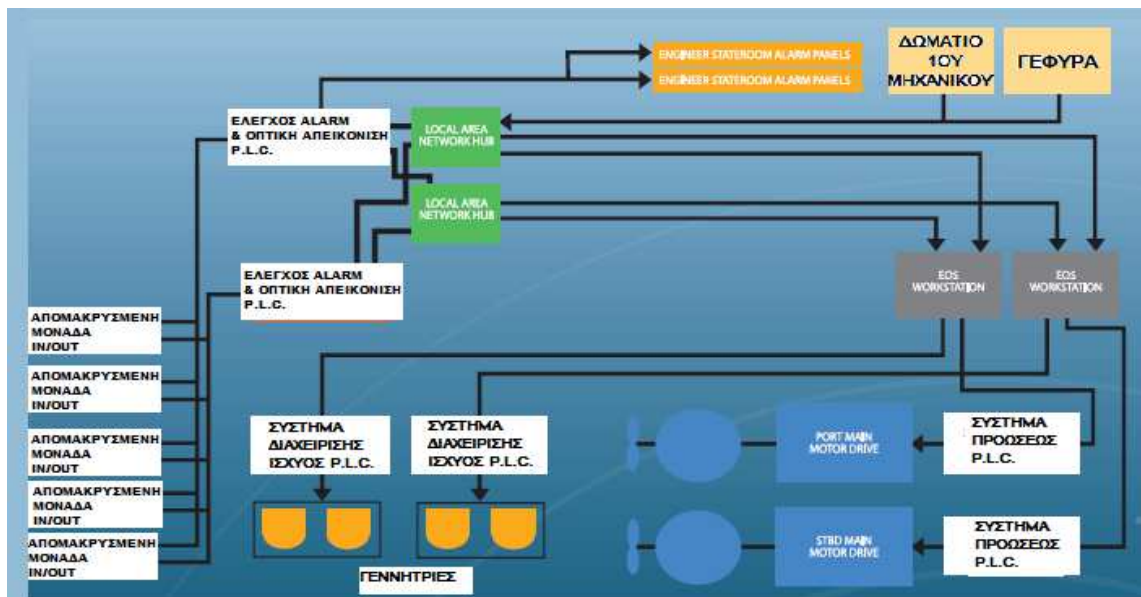 ENGINEER STATEROOM ALARM PANELS
ENGINEER STATEROOM ALARM PANELS
ΔΩΜΑΤΙΟ
1ΟΥ
ΜΗΧΑΝΙΚΟΥ
ΓΕΦΥΡΑ
ΕΛΕΓΧΟΣ ALARM
& ΟΠΤΙΚΗ ΑΠΕΙΚΟΝΙΣΗ
P.L.C.
LOCAL AREA
NETWORK HUB
LOCAL AREA
NETWORK HUB
ΕΛΕΓΧΟΣ ALARM
& ΟΠΤΙΚΗ ΑΠΕΙΚΟΝΙΣΗ
P.L.C.
EOS
WORKSTATION
EOS
WORKSTATION
ΑΠΟΜΑΚΡΥΣΜΕΝΗ
ΜΟΝΑΔΑ
IN/OUT
ΑΠΟΜΑΚΡΥΣΜΕΝΗ
ΜΟΝΑΔΑ
IN/OUT
ΑΠΟΜΑΚΡΥΣΜΕΝΗ
ΜΟΝΑΔΑ
IN/OUT
ΑΠΟΜΑΚΡΥΣΜΕΝΗ
ΜΟΝΑΔΑ
IN/OUT
ΑΠΟΜΑΚΡΥΣΜΕΝΗ
ΜΟΝΑΔΑ
IN/OUT
ΣΥΣΤΗΜΑ
ΔΙΑΧΕΙΡΙΣΗΣ
ΙΣΧΥΟΣ P.L.C.
ΣΥΣΤΗΜΑ
ΔΙΑΧΕΙΡΙΣΗΣ
ΙΣΧΥΟΣ P.L.C.
PORT MAIN
MOTOR DRIVE
ΣΥΣΤΗΜΑ
ΠΡΟΩΣΕΩΣ
P.L.C.
STBD MAIN
MOTOR DRIVE
ΣΥΣΤΗΜΑ
ΠΡΟΩΣΕΩΣ
P.L.C.
ΓΕΝΝΗΤΡΙΕΣ